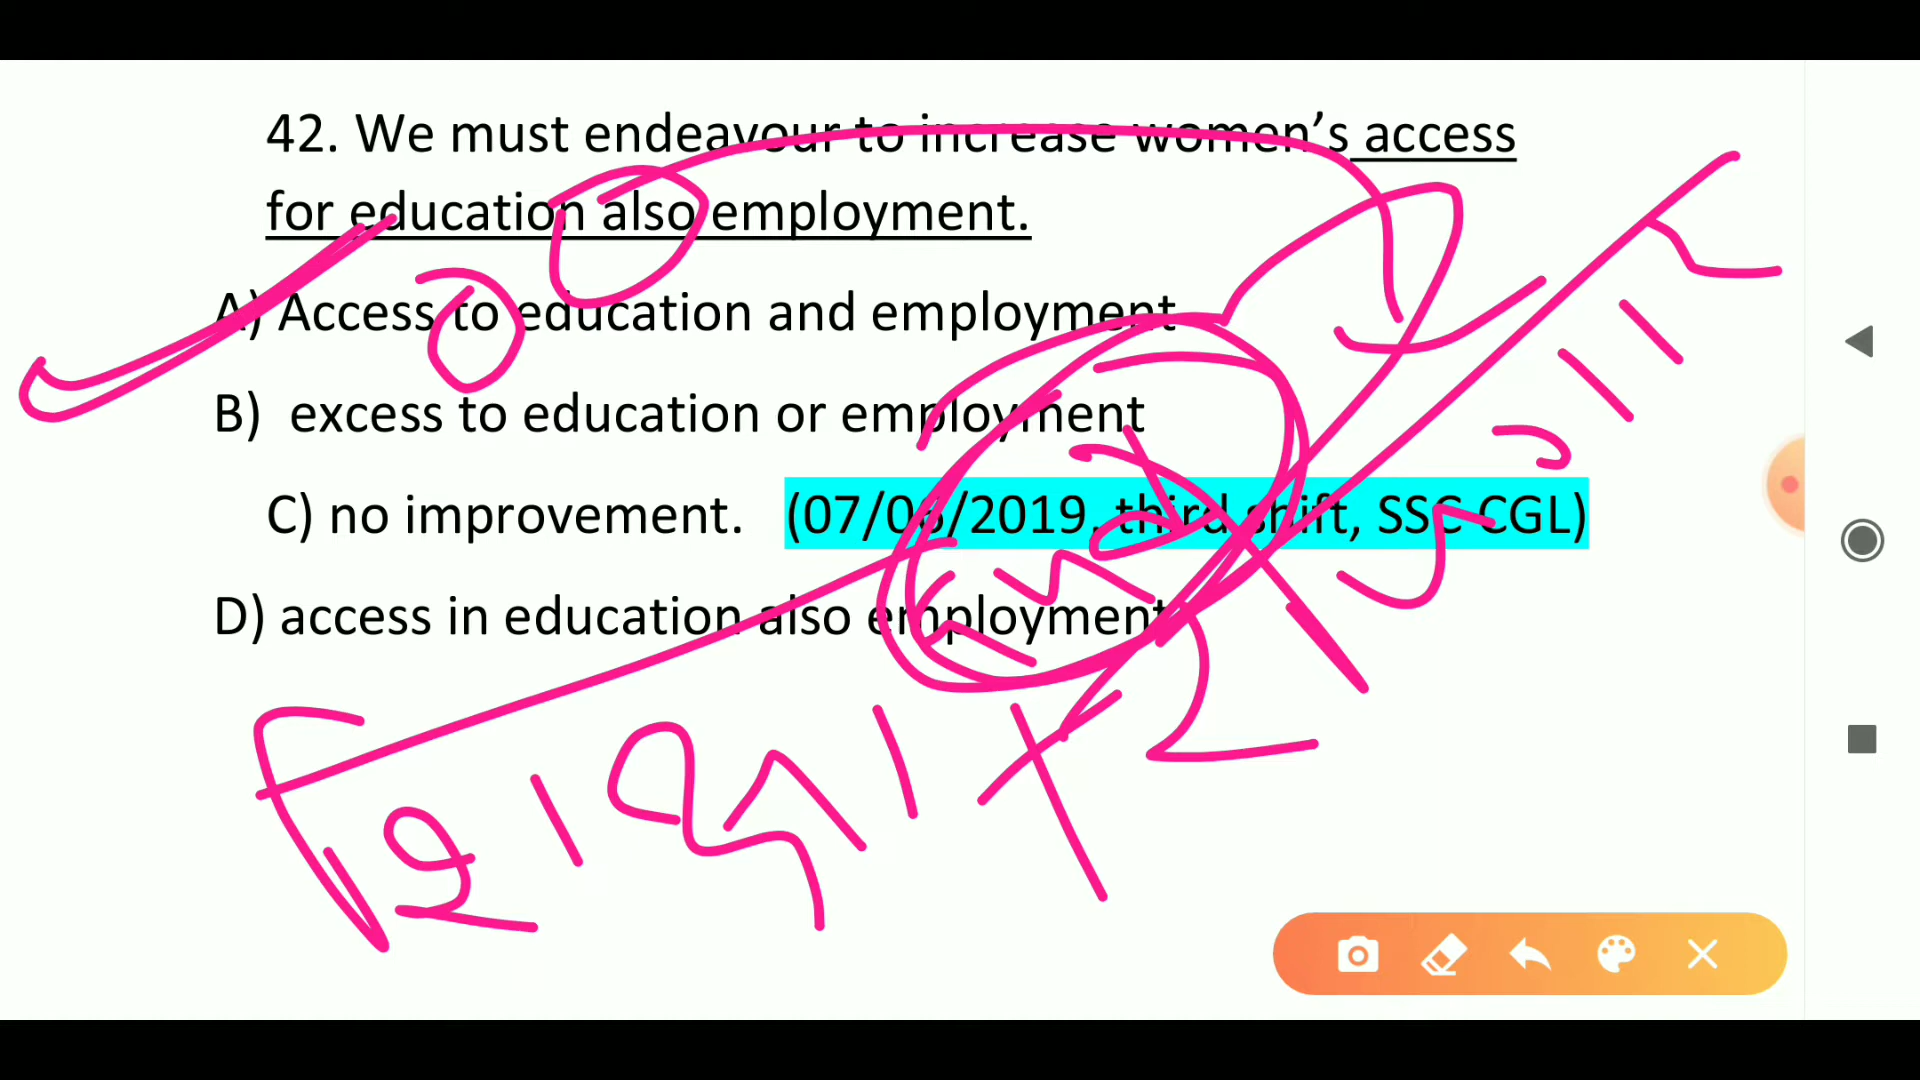 42. We must endeavour to increase women’s access
for education also employment.
A) Access to education and employment
B) excess to education or employment
C) no improvement. (07/06/2019, third shift, SSC CGL)
D) access in education also employment